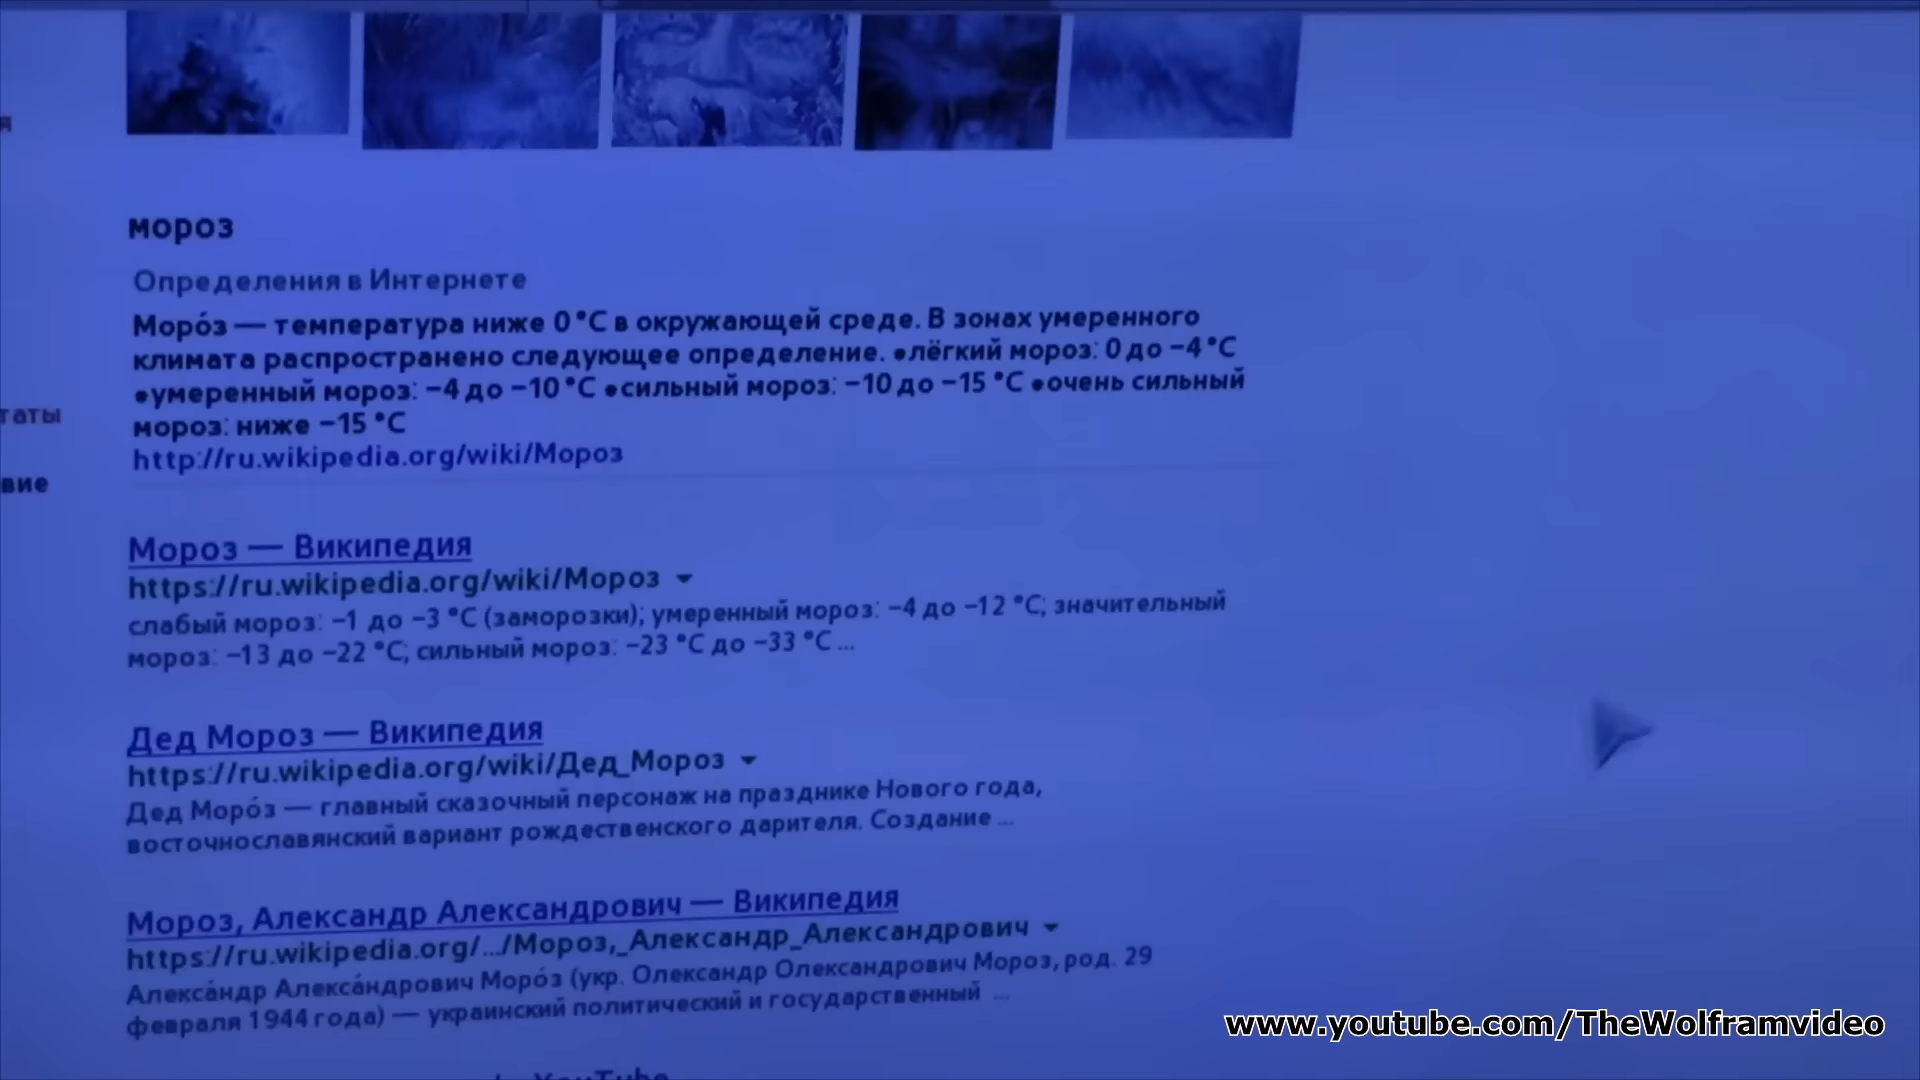 я
мороз
Определения в Интернете
Моро́з — температура ниже 0 °C в окружающей среде. В зонах умеренного
климата распространено следующее определение. •лёгкий мороз: 0 до −4 °C
•умеренный мороз: −4 до −10 °C •сильный мороз: −10 до −15 °C •очень сильный
таты
мороз: ниже −15 °C
http://ru.wikipedia.org/wiki/Мороз
вие
Мороз — Википедия
https://ru.wikipedia.org/wiki/Мороз
слабый мороз: −1 до −3 °C (заморозки); умеренный мороз: −4 до −12 °C; значительный
мороз: −13 до −22 °C; сильный мороз: −23 °C до −33 °C ...
Дед Мороз — Википедия
https://ru.wikipedia.org/wiki/Дед_Мороз
Дед Моро́з — главный сказочный персонаж на празднике Нового года,
восточнославянский вариант рождественского дарителя. Создание ...
Мороз, Александр Александрович — Википедия
https://ru.wikipedia.org/.../Мороз,_Александр_Александрович
Алекса́ндр Алекса́ндрович Моро́з (укр. Олександр Олександрович Мороз, род. 29
февраля 1944 года) — украинский политический и государственный ...
www.youtube.com/TheWolframvideo
YouTube